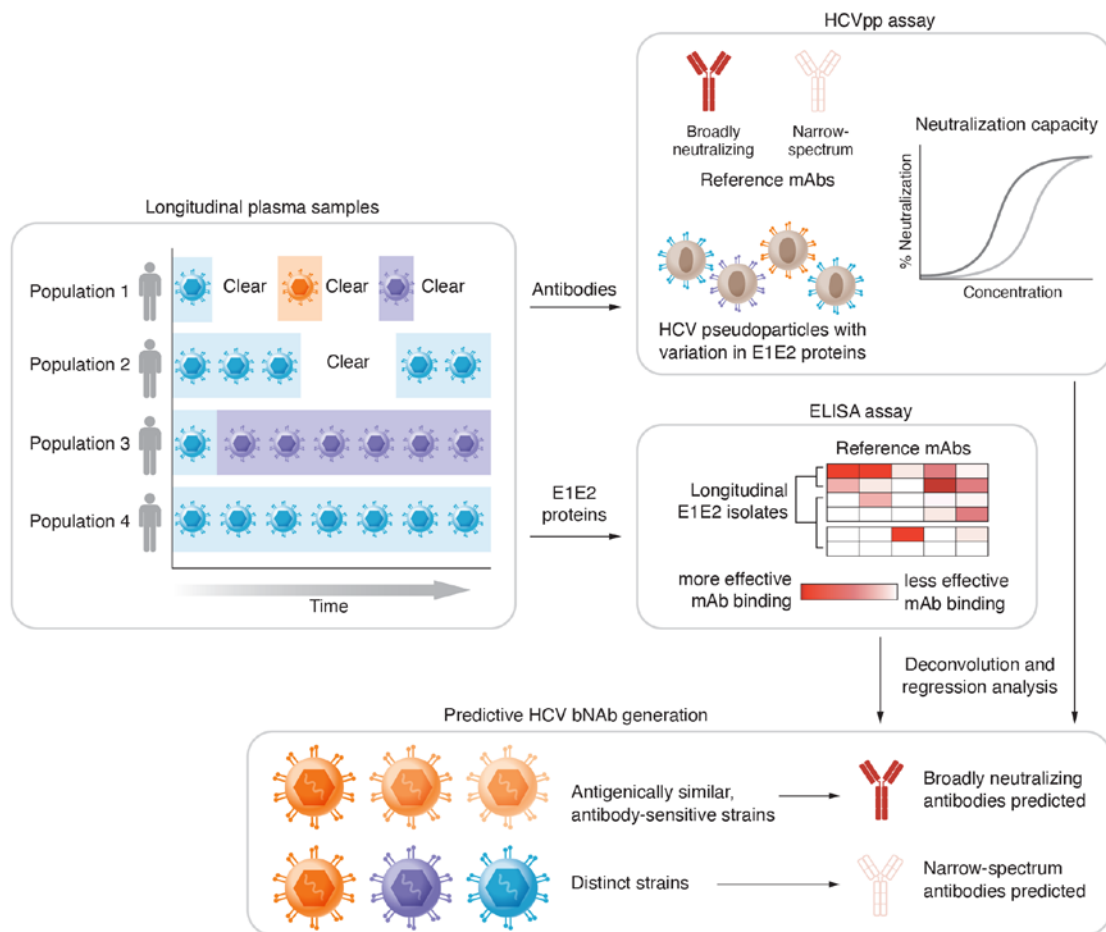 HCVpp assay
Broadly
neutralizing
Narrow-
spectrum
Reference mAbs
HCV pseudoparticles with
variation in E1E2 proteins
Neutralization capacity
% Neutralization
Concentration
Longitudinal plasma samples
Population 1
Clear
Clear
Clear
Population 2
Clear
Population 3
Population 4
Time
Antibodies
E1E2
proteins
ELISA assay
Reference mAbs
Longitudinal
E1E2 isolates
more effective
mAb binding
less effective
mAb binding
Deconvolution and
regression analysis
Predictive HCV bNAb generation
Antigenically similar,
antibody-sensitive strains
Broadly neutralizing
antibodies predicted
Distinct strains
Narrow-spectrum
antibodies predicted